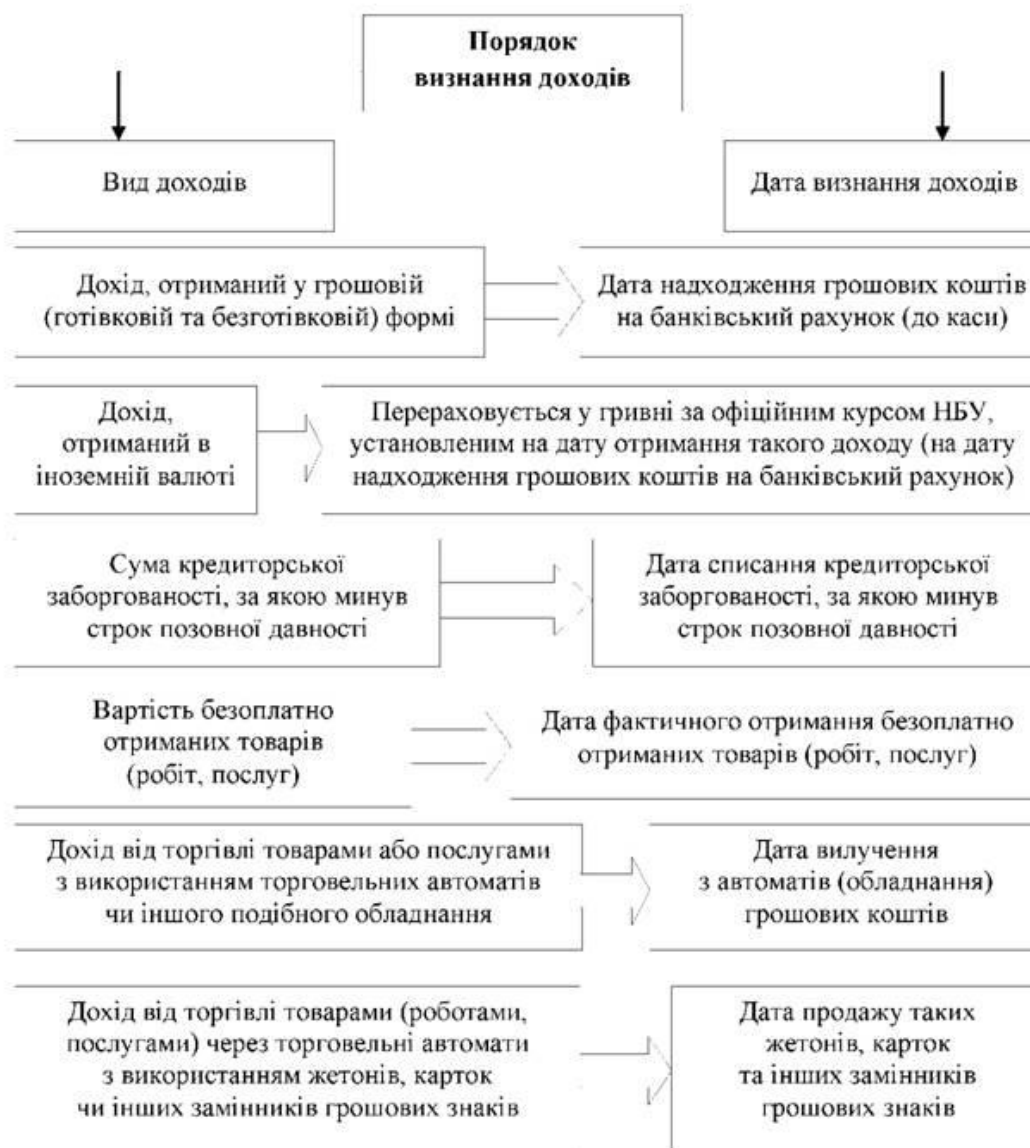 Порядок
визнання доходів
Вид доходів
Дата визнання доходів
Дохід, отриманий у грошовій
(готівковій та безготівковій) формі
Дата надходження грошових коштів
на банківський рахунок (до каси)
Дохід,
отриманий в
іноземній валюті
Перераховується у гривні за офіційним курсом НБУ,
установленим на дату отримання такого доходу (на дату
надходження грошових коштів на банківський рахунок)
Сума кредиторської
заборгованості, за якою минув
строк позовної давності
Дата списання кредиторської
заборгованості, за якою минув
строк позовної давності
Вартість безоплатно
отриманих товарів
(робіт, послуг)
Дата фактичного отримання безоплатно
отриманих товарів (робіт, послуг)
Дохід від торгівлі товарами або послугами
з використанням торговельних автоматів
чи іншого подібного обладнання
Дата вилучення
з автоматів (обладнання)
грошових коштів
Дохід від торгівлі товарами (роботами,
послугами) через торговельні автомати
з використанням жетонів, карток
чи інших замінників грошових знаків
Дата продажу таких
жетонів, карток
та інших замінників
грошових знаків